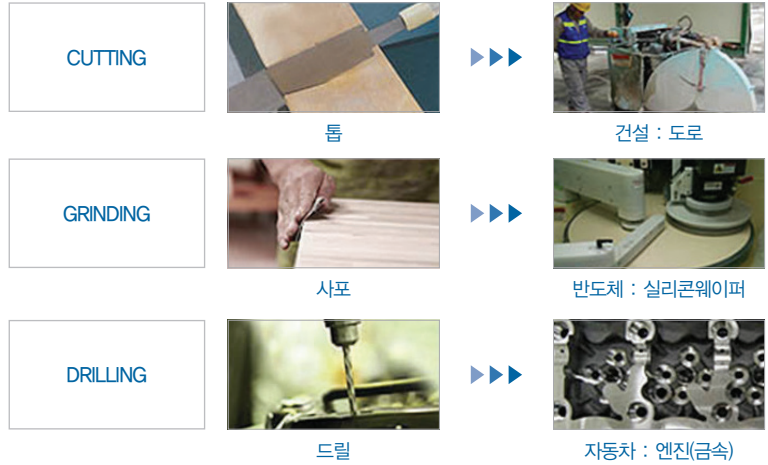 CUTTING
톱
건설 : 도로
GRINDING
사포
반도체 : 실리콘웨이퍼
DRILLING
드릴
자동차 : 엔진(금속)